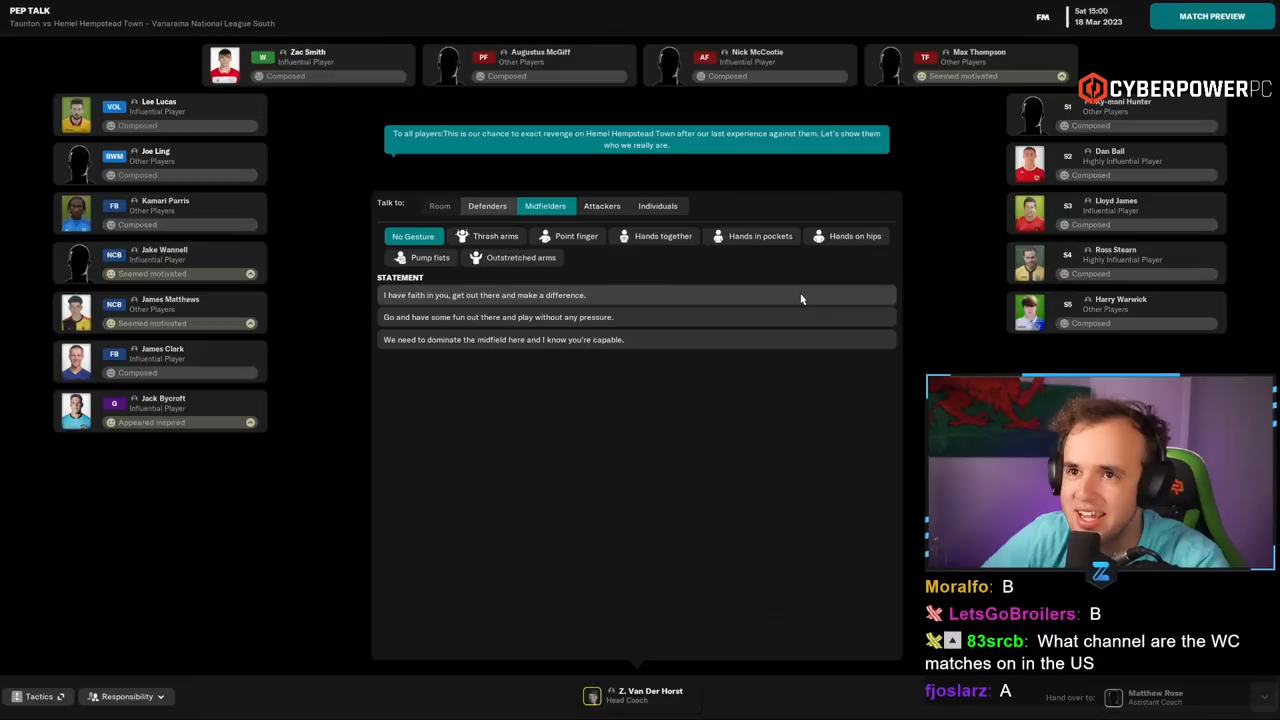 PEP TALK
Taunton vs Hemel Hempstead Town – Vanarama National League South
FM
Sat 15:00
18 Mar 2023
MATCH PREVIEW
W
Zac Smith
Influential Player
Composed
PF
Augustus McGiff
Other Players
Composed
AF
Nick McCootie
Influential Player
Composed
TF
Max Thompson
Other Players
Seemed motivated
CYBERPOWERPC
VOL
Lee Lucas
Influential Player
Composed
BWM
Joe Ling
Other Players
Composed
FB
Kamari Parris
Other Players
Composed
NCB
Jake Wannell
Influential Player
Seemed motivated
NCB
James Matthews
Other Players
Seemed motivated
FB
James Clark
Influential Player
Composed
G
Jack Bycroft
Influential Player
Appeared inspired
To all players:This is our chance to exact revenge on Hemel Hempstead Town after our last experience against them. Let's show them
who we really are.
Talk to:
Room
Defenders
Midfielders
Attackers
Individuals
No Gesture
Thrash arms
Point finger
Hands together
Hands in pockets
Hands on hips
Pump fists
Outstretched arms
STATEMENT
I have faith in you, get out there and make a difference.
Go and have some fun out there and play without any pressure.
We need to dominate the midfield here and I know you're capable.
S1
Hunter
Other Players
Composed
S2
Dan Ball
Highly Influential Player
Composed
S3
Lloyd James
Influential Player
Composed
S4
Ross Stearn
Highly Influential Player
Composed
S5
Harry Warwick
Other Players
Composed
Moralfo: B
LetsGoBroilers: B
83srcb: What channel are the WC
matches on in the US
fjoslarz: A
Tactics
Responsibility
Z. Van Der Horst
Head Coach
Hand over to:
Matthew Rose
Assistant Coach